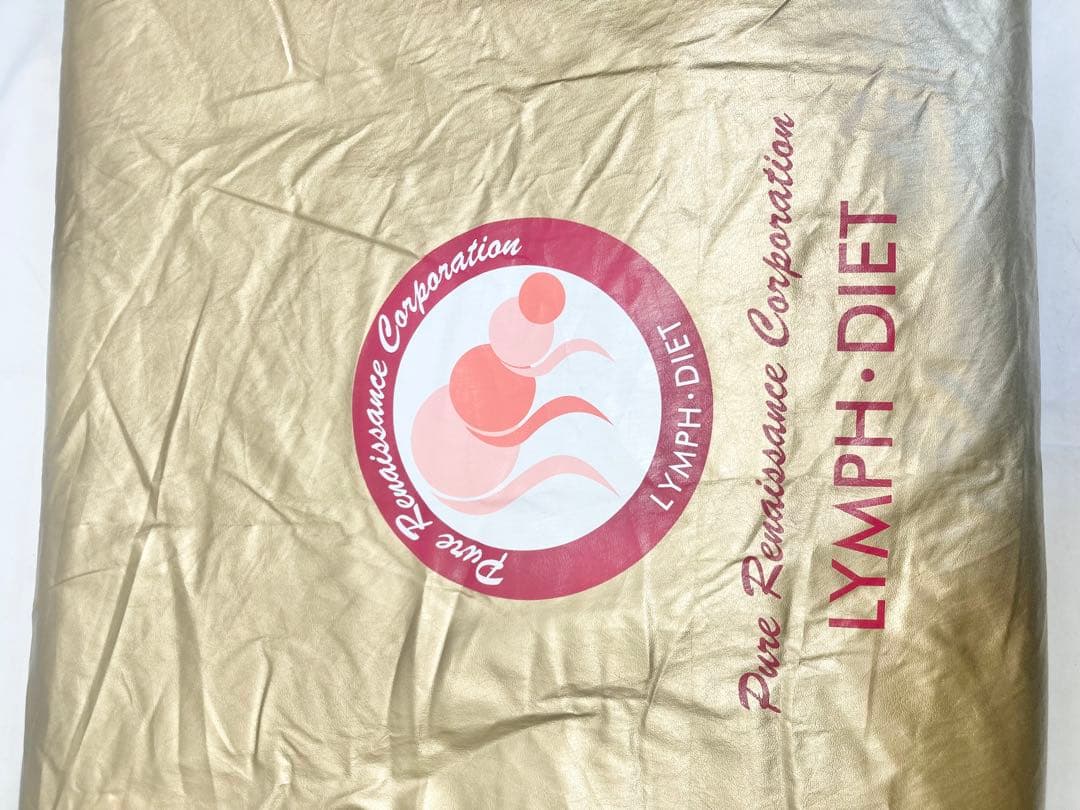 Pure Renaissance Corporation
LYMPH・DIET
Pure Renaissance Corporation
LYMPH・DIET